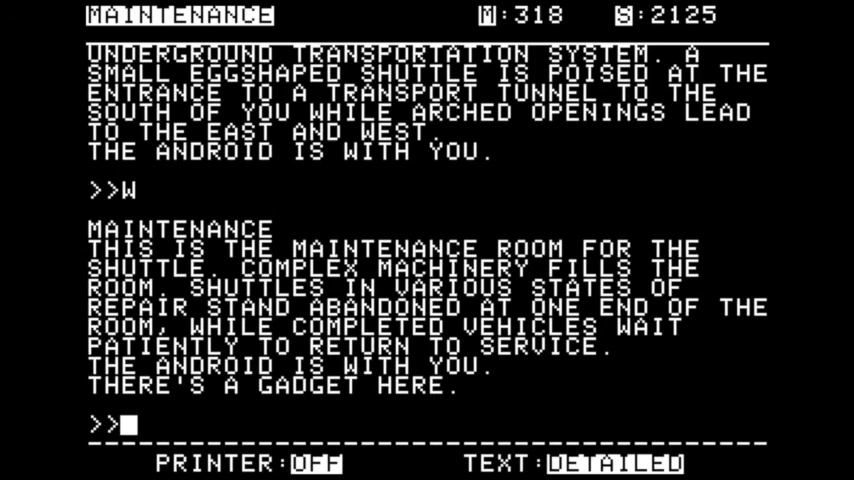 MAINTENANCE M:318 S:2125
UNDERGROUND TRANSPORTATION SYSTEM. A
SMALL EGGSHAPED SHUTTLE IS POISED AT THE
ENTRANCE TO A TRANSPORT TUNNEL TO THE
SOUTH OF YOU WHILE ARCHED OPENINGS LEAD
TO THE EAST AND WEST.
THE ANDROID IS WITH YOU.
>>W
MAINTENANCE
THIS IS THE MAINTENANCE ROOM FOR THE
SHUTTLE. COMPLEX MACHINERY FILLS THE
ROOM. SHUTTLES IN VARIOUS STATES OF
REPAIR STAND ABANDONED AT ONE END OF THE
ROOM, WHILE COMPLETED VEHICLES WAIT
PATIENTLY TO RETURN TO SERVICE.
THE ANDROID IS WITH YOU.
THERE'S A GADGET HERE.
>>
PRINTER:OFF TEXT:DETAILED